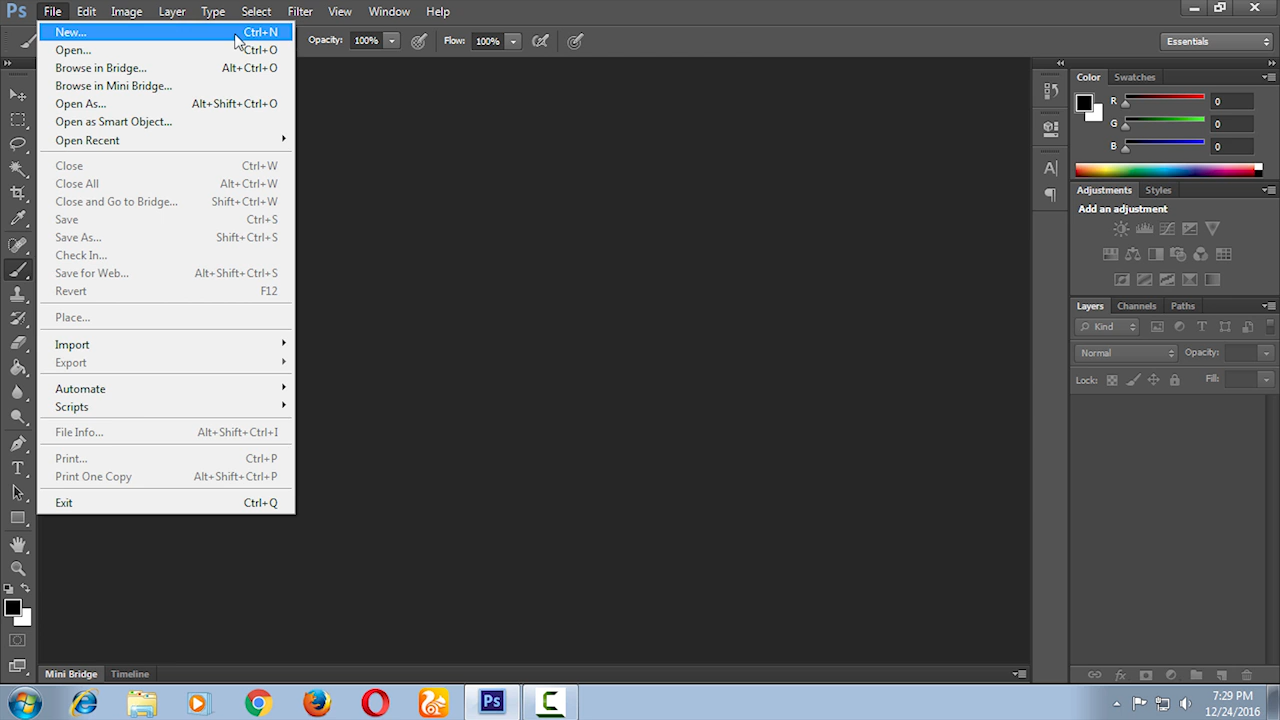 Ps File Edit Image Layer Type Select Filter View Window Help
Opacity: 100% Flow: 100% Essentials
New... Ctrl+N
Open... Ctrl+O
Browse in Bridge... Alt+Ctrl+O
Browse in Mini Bridge...
Open As... Alt+Shift+Ctrl+O
Open as Smart Object...
Open Recent
Close Ctrl+W
Close All Alt+Ctrl+W
Close and Go to Bridge... Shift+Ctrl+W
Save Ctrl+S
Save As... Shift+Ctrl+S
Check In...
Save for Web... Alt+Shift+Ctrl+S
Revert F12
Place...
Import
Export
Automate
Scripts
File Info... Alt+Shift+Ctrl+I
Print... Ctrl+P
Print One Copy Alt+Shift+Ctrl+P
Exit Ctrl+Q
Color Swatches
R 0
G 0
B 0
Adjustments Styles
Add an adjustment
Layers Channels Paths
Kind
Normal Opacity:
Lock: Fill:
Mini Bridge Timeline
Ps
7:29 PM
12/24/2016